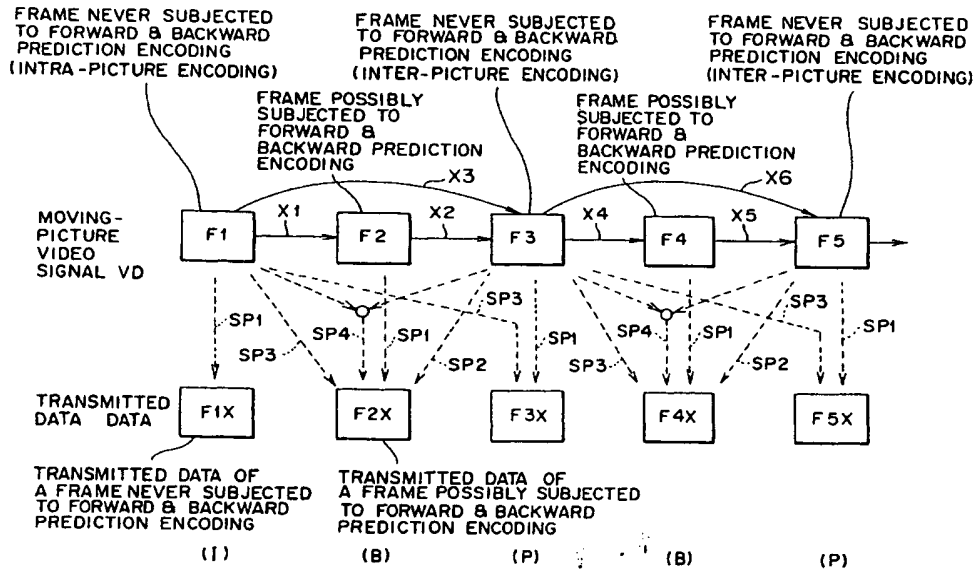 FRAME NEVER SUBJECTED
TO FORWARD & BACKWARD
PREDICTION ENCODING
(INTRA-PICTURE ENCODING)
FRAME NEVER SUBJECTED
TO FORWARD & BACKWARD
PREDICTION ENCODING
(INTER-PICTURE ENCODING)
FRAME NEVER SUBJECTED
TO FORWARD & BACKWARD
PREDICTION ENCODING
(INTER-PICTURE ENCODING)
FRAME POSSIBLY
SUBJECTED TO
FORWARD &
BACKWARD PREDICTION
ENCODING
FRAME POSSIBLY
SUBJECTED TO
FORWARD &
BACKWARD PREDICTION
ENCODING
X3
X6
MOVING-
PICTURE
VIDEO
SIGNAL VD
F1
X1
F2
X2
F3
X4
F4
X5
F5
SP1
SP3
SP4
SP1
SP3
SP2
SP1
SP3
SP4
SP1
SP3
SP2
SP1
TRANSMITTED
DATA DATA
F1X
F2X
F3X
F4X
F5X
TRANSMITTED DATA OF
A FRAME NEVER SUBJECTED
TO FORWARD & BACKWARD
PREDICTION ENCODING
TRANSMITTED DATA OF
A FRAME POSSIBLY SUBJECTED
TO FORWARD & BACKWARD
PREDICTION ENCODING
(I)
(B)
(P)
(B)
(P)